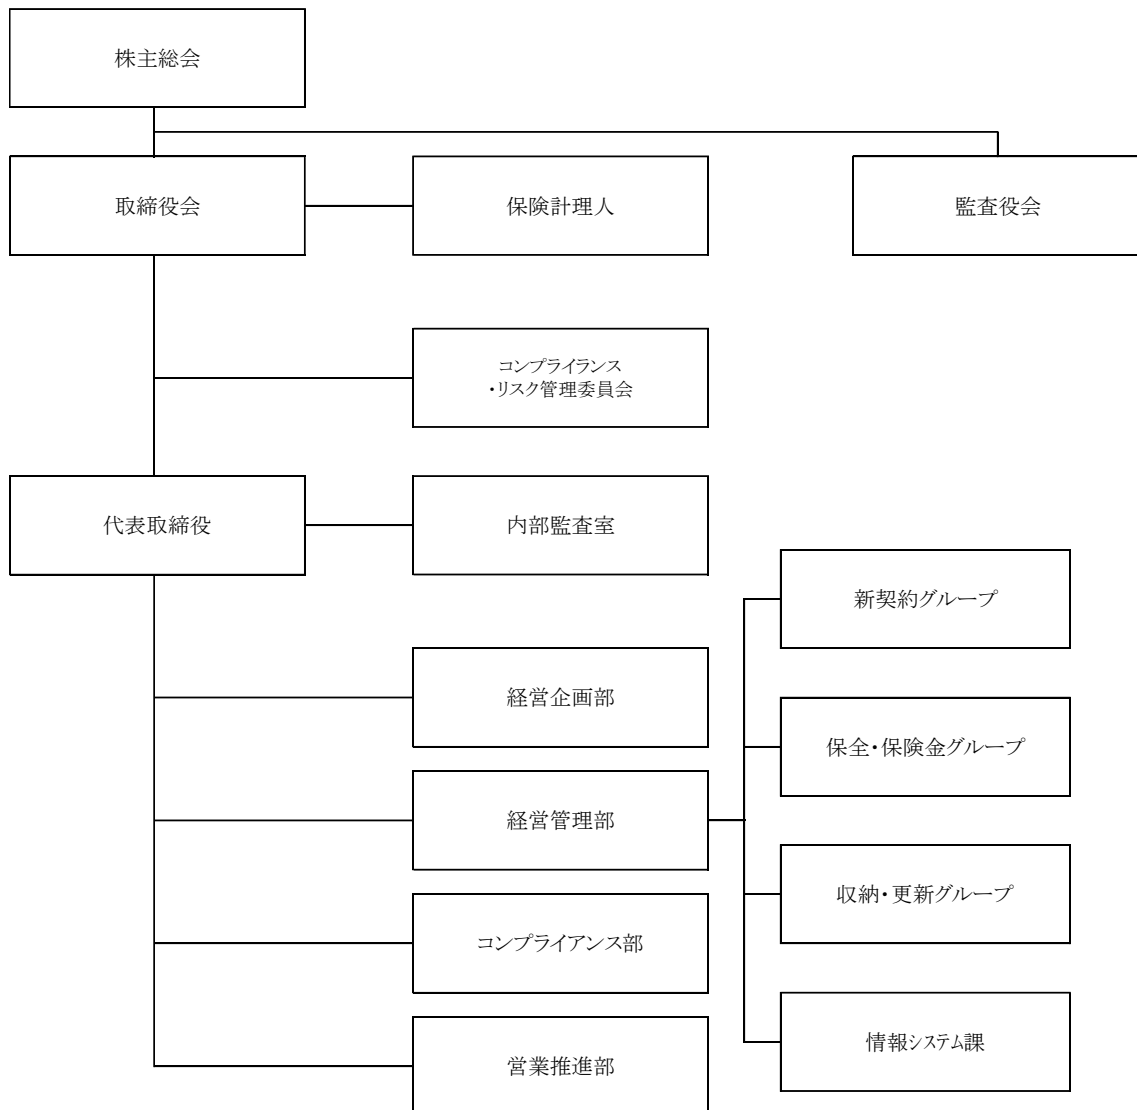 株主総会
取締役会
保険計理人
監査役会
コンプライランス
・リスク管理委員会
代表取締役
内部監査室
新契約グループ
経営企画部
保全・保険金グループ
経営管理部
収納・更新グループ
コンプライアンス部
情報システム課
営業推進部